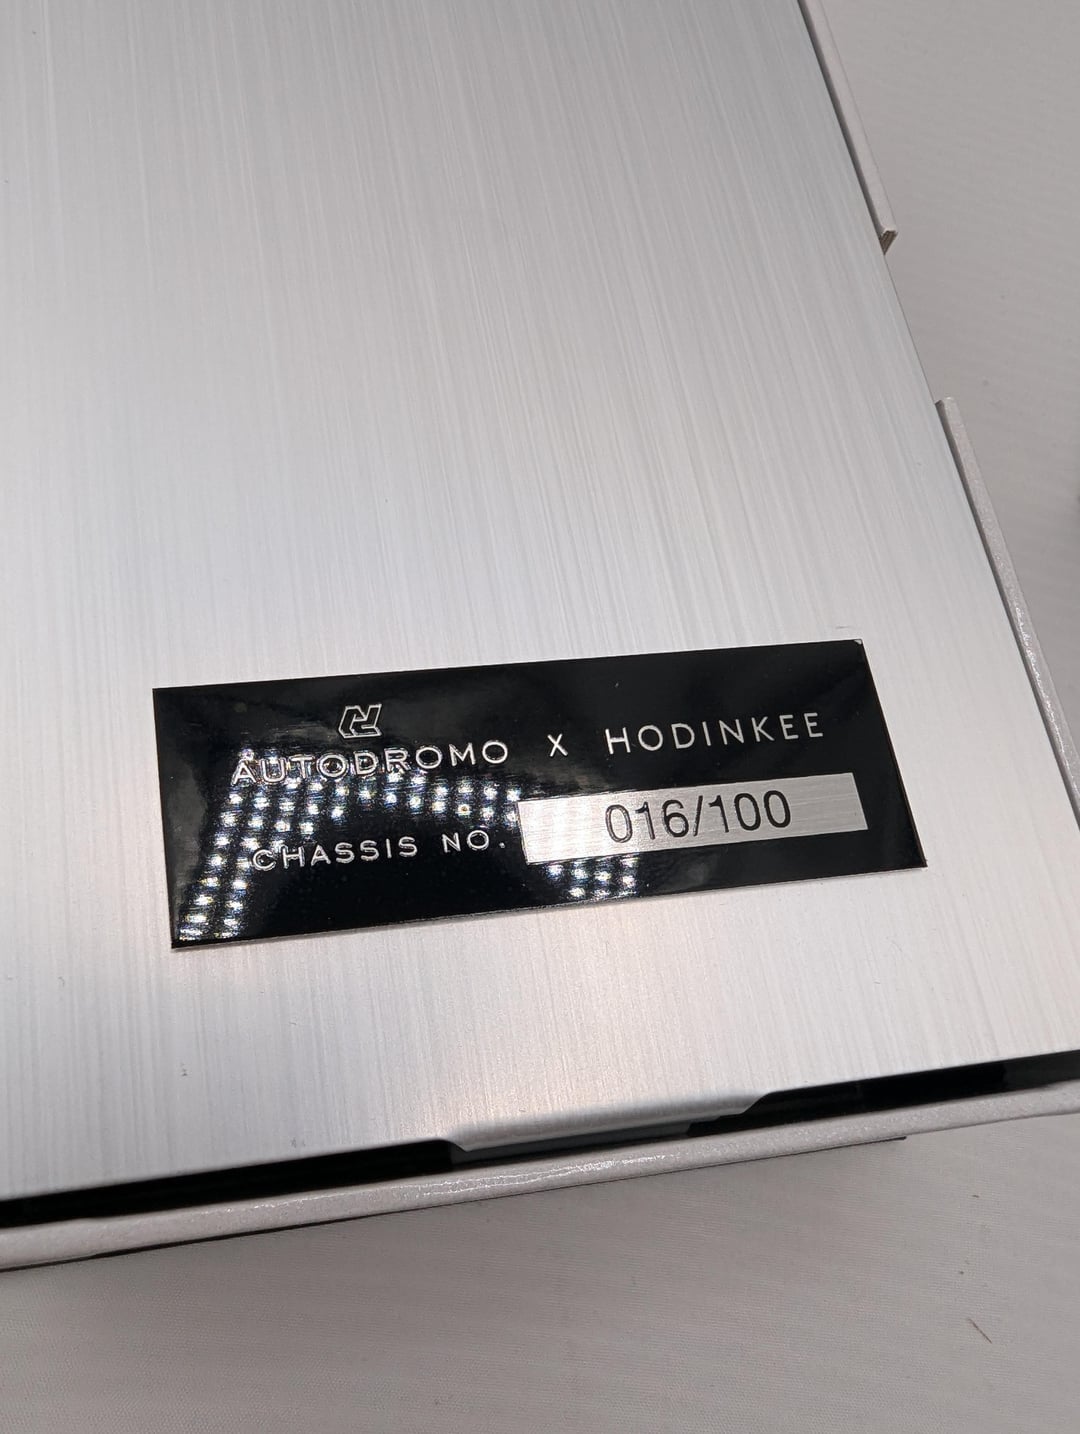 AUTODROMO X HODINKEE
CHASSIS NO. 016/100